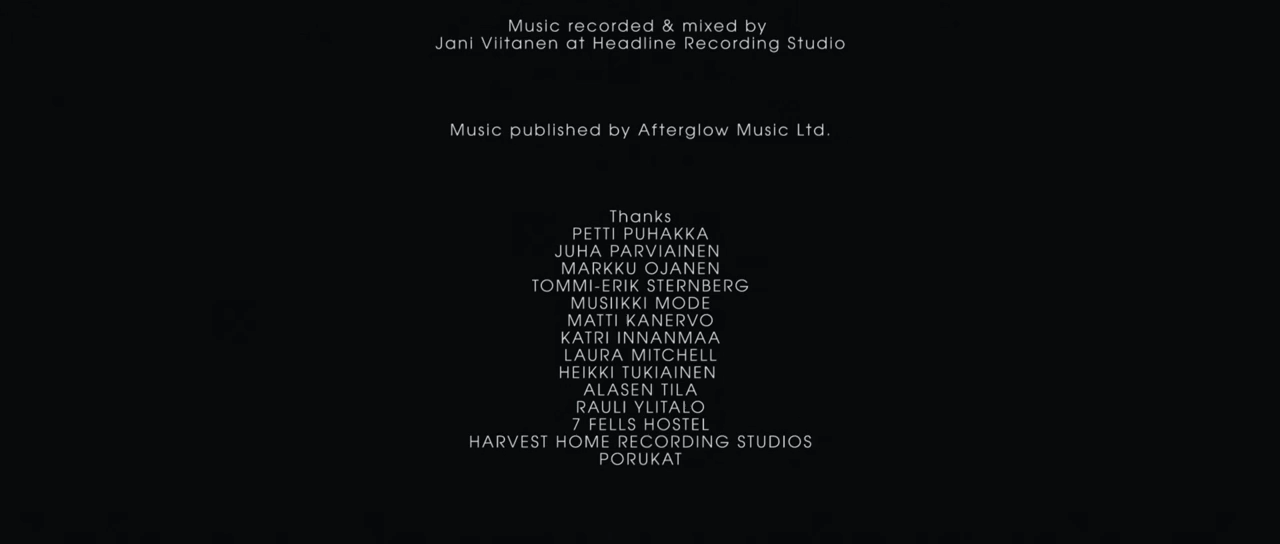 Music recorded & mixed by
Jani Viitanen at Headline Recording Studio
Music published by Afterglow Music Ltd.
Thanks
PETTI PUHAKKA
JUHA PARVIAINEN
MARKKU OJANEN
TOMMI-ERIK STERNBERG
MUSIIKKI MODE
MATTI KANERVO
KATRI INNANMAA
LAURA MITCHELL
HEIKKI TUKIAINEN
ALASEN TILA
RAULI YLITALO
7 FELLS HOSTEL
HARVEST HOME RECORDING STUDIOS
PORUKAT